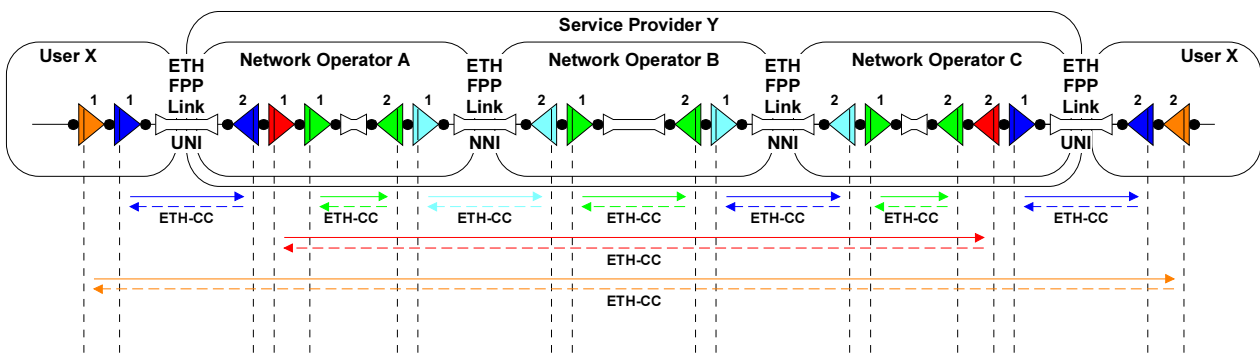 Service Provider Y
User X
ETH
FPP
Link
Network Operator A
ETH
FPP
Link
Network Operator B
ETH
FPP
Link
Network Operator C
ETH
FPP
Link
User X
1 1 2 1 1 2 1 2 1 2 1 2 1 2 2 1 2 2
UNI NNI NNI UNI
ETH-CC ETH-CC ETH-CC ETH-CC ETH-CC ETH-CC ETH-CC
ETH-CC
ETH-CC